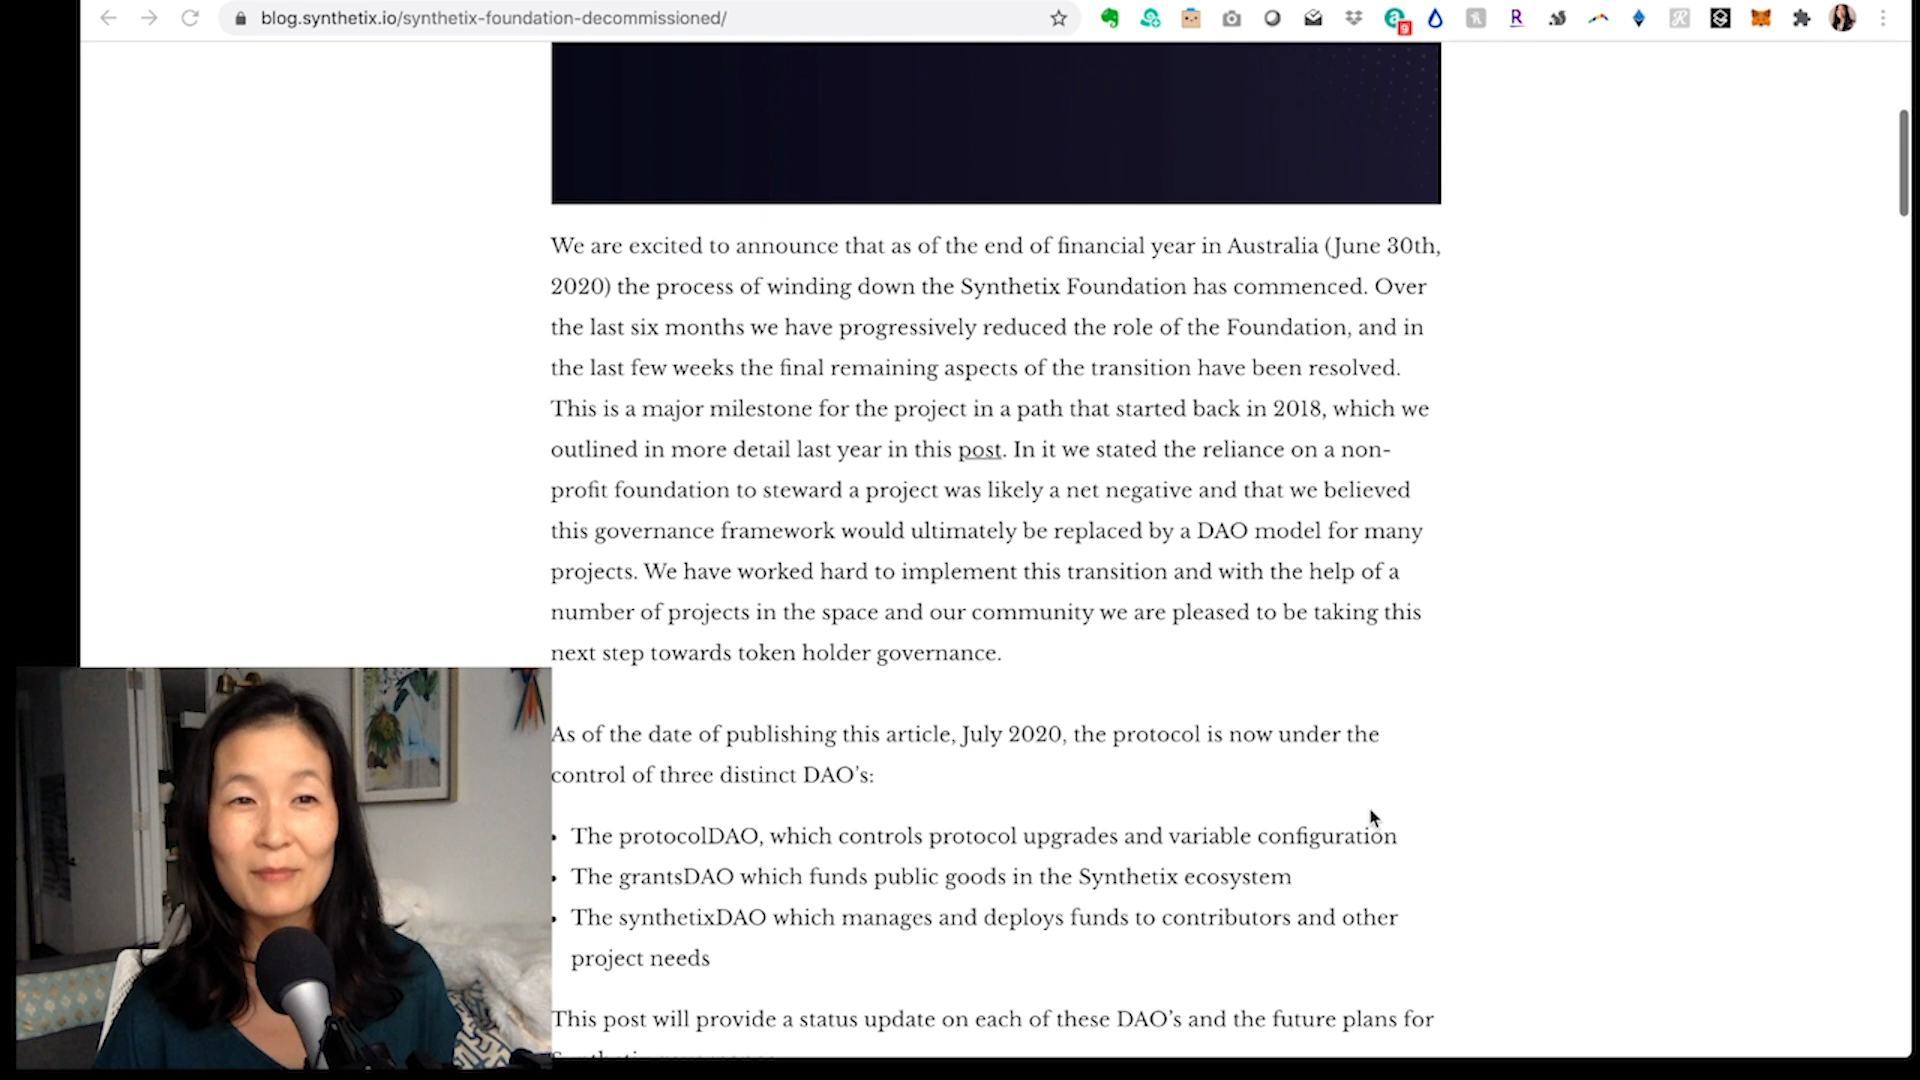 blog.synthetix.io/synthetix-foundation-decommissioned/
We are excited to announce that as of the end of financial year in Australia (June 30th,
2020) the process of winding down the Synthetix Foundation has commenced. Over
the last six months we have progressively reduced the role of the Foundation, and in
the last few weeks the final remaining aspects of the transition have been resolved.
This is a major milestone for the project in a path that started back in 2018, which we
outlined in more detail last year in this post. In it we stated the reliance on a non-
profit foundation to steward a project was likely a net negative and that we believed
this governance framework would ultimately be replaced by a DAO model for many
projects. We have worked hard to implement this transition and with the help of a
number of projects in the space and our community we are pleased to be taking this
next step towards token holder governance.
As of the date of publishing this article, July 2020, the protocol is now under the
control of three distinct DAO’s:
• The protocolDAO, which controls protocol upgrades and variable configuration
• The grantsDAO which funds public goods in the Synthetix ecosystem
• The synthetixDAO which manages and deploys funds to contributors and other
project needs
This post will provide a status update on each of these DAO’s and the future plans for